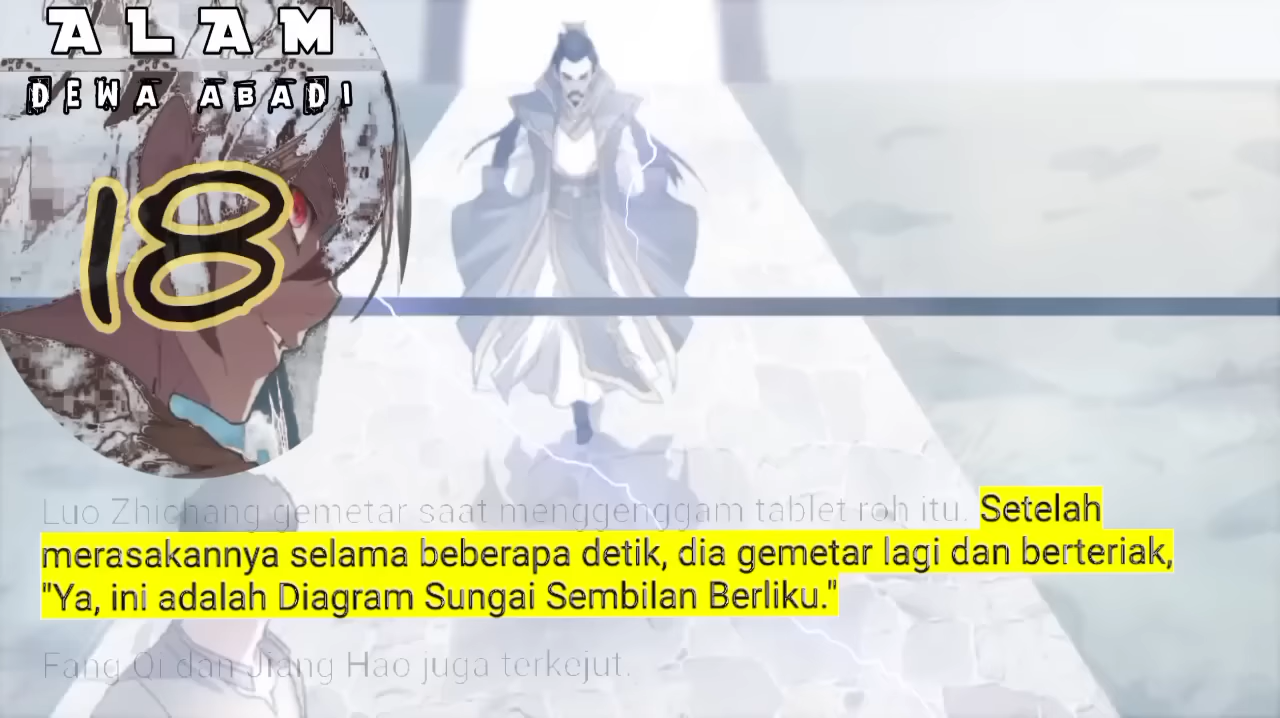 ALAM
DEWA ABADI
18
Luo Zhichang gemetar saat menggenggam tablet roh itu. Setelah
merasakannya selama beberapa detik, dia gemetar lagi dan berteriak,
"Ya, ini adalah Diagram Sungai Sembilan Berliku."
Fang Qi dan Jiang Hao juga terkejut.